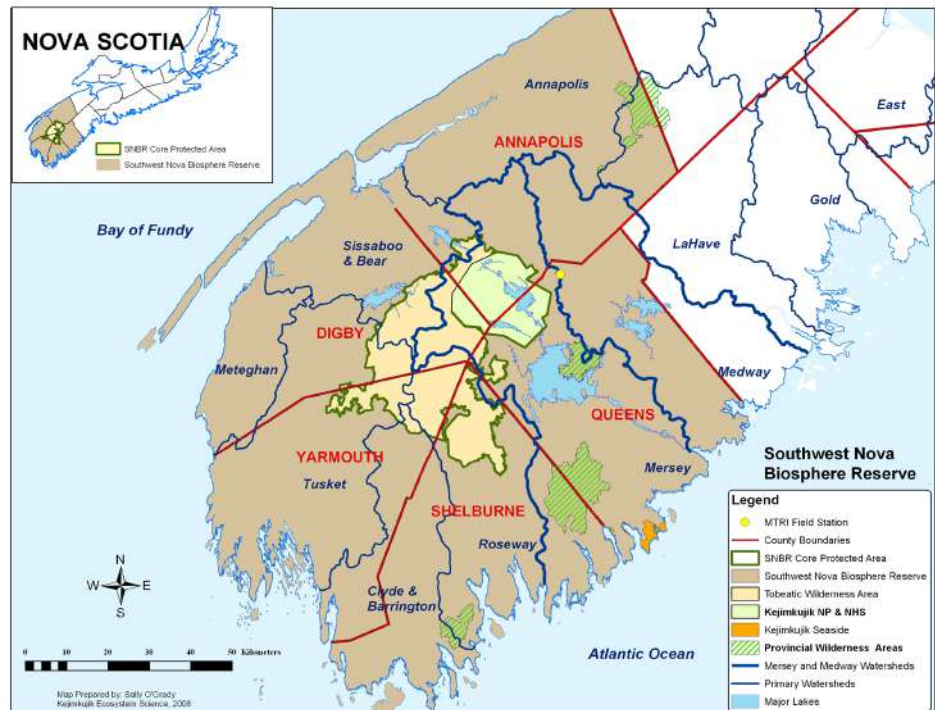 NOVA SCOTIA
SNBR Core Protected Area
Southwest Nova Biosphere Reserve
Annapolis
ANNAPOLIS
East
Gold
LaHave
Bay of Fundy
Sissaboo
& Bear
DIGBY
Meteghan
Medway
QUEENS
YARMOUTH
Tusket
Mersey
SHELBURNE
Roseway
Clyde &
Barrington
Atlantic Ocean
N
W
E
S
0 10 20 30 40 50 Kilometers
Map Prepared by: Sally O'Grady
Kejimkujik Ecosystem Science, 2008
Southwest Nova
Biosphere Reserve
Legend
MTRI Field Station
County Boundaries
SNBR Core Protected Area
Southwest Nova Biosphere Reserve
Tobeatic Wilderness Area
Kejimkujik NP & NHS
Kejimkujik Seaside
Provincial Wilderness Areas
Mersey and Medway Watersheds
Primary Watersheds
Major Lakes